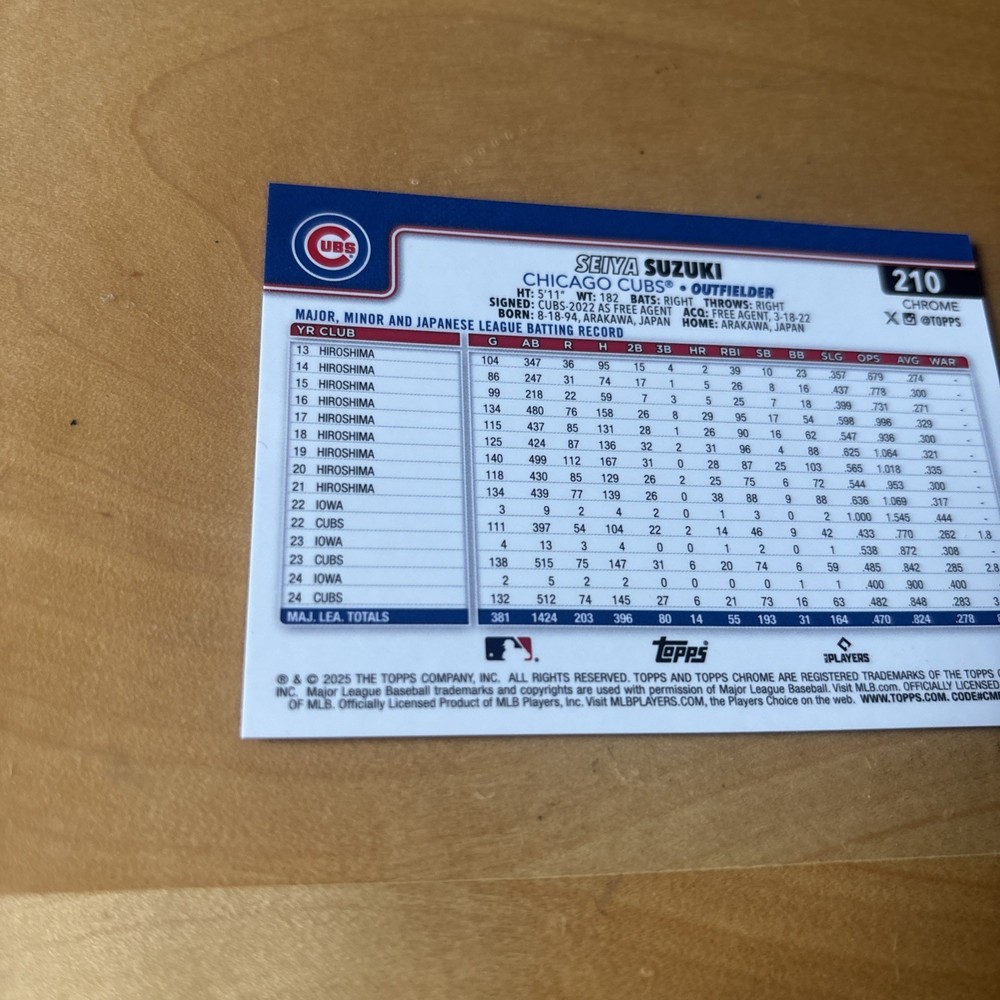 CUBS
SEIYA SUZUKI
210
CHICAGO CUBS® • OUTFIELDER
CHROME
HT: 5'11" WT: 182 BATS: RIGHT THROWS: RIGHT
@TOPPS
SIGNED: CUBS-2022 AS FREE AGENT ACQ: FREE AGENT, 3-18-22
BORN: 8-18-94, ARAKAWA, JAPAN HOME: ARAKAWA, JAPAN
MAJOR, MINOR AND JAPANESE LEAGUE BATTING RECORD
YR CLUB G AB R H 2B 3B HR RBI SB BB SLG OPS AVG WAR
13 HIROSHIMA 104 347 36 95 15 4 2 39 10 23 .357 .679 .274 -
14 HIROSHIMA 86 247 31 74 17 1 5 26 8 16 .437 .778 .300 -
15 HIROSHIMA 99 218 22 59 7 3 5 25 7 18 .399 .731 .271 -
16 HIROSHIMA 134 480 76 158 26 8 29 95 17 54 .598 .996 .329 -
17 HIROSHIMA 115 437 85 131 28 1 26 90 16 62 .547 .936 .300 -
18 HIROSHIMA 125 424 87 136 32 2 31 96 4 88 .625 1.064 .321 -
19 HIROSHIMA 140 499 112 167 31 0 28 87 25 103 .565 1.018 .335 -
20 HIROSHIMA 118 430 85 129 26 2 25 75 6 72 .544 .953 .300 -
21 HIROSHIMA 134 439 77 139 26 0 38 88 9 88 .636 1.069 .317 -
22 IOWA 3 9 2 4 2 0 1 3 0 2 1.000 1.545 .444 -
22 CUBS 111 397 54 104 22 2 14 46 9 42 .433 .770 .262 1.8
23 IOWA 4 13 3 4 0 0 1 2 0 1 .538 .872 .308 -
23 CUBS 138 515 75 147 31 6 20 74 6 59 .485 .842 .285 2.8
24 IOWA 2 5 2 2 0 0 0 0 1 1 .400 .900 .400
24 CUBS 132 512 74 145 27 6 21 73 16 63 .482 .848 .283 3
MAJ. LEA. TOTALS 381 1424 203 396 80 14 55 193 31 164 .470 .824 .278
Topps
PLAYERS
® & © 2025 THE TOPPS COMPANY, INC. ALL RIGHTS RESERVED. TOPPS AND TOPPS CHROME ARE REGISTERED TRADEMARKS OF THE TOPPS
INC. Major League Baseball trademarks and copyrights are used with permission of Major League Baseball. Visit MLB.com. OFFICIALLY LICENSED
OF MLB. Officially Licensed Product of MLB Players, Inc. Visit MLBPLAYERS.COM, the Players Choice on the web. WWW.TOPPS.COM. CODE#CM